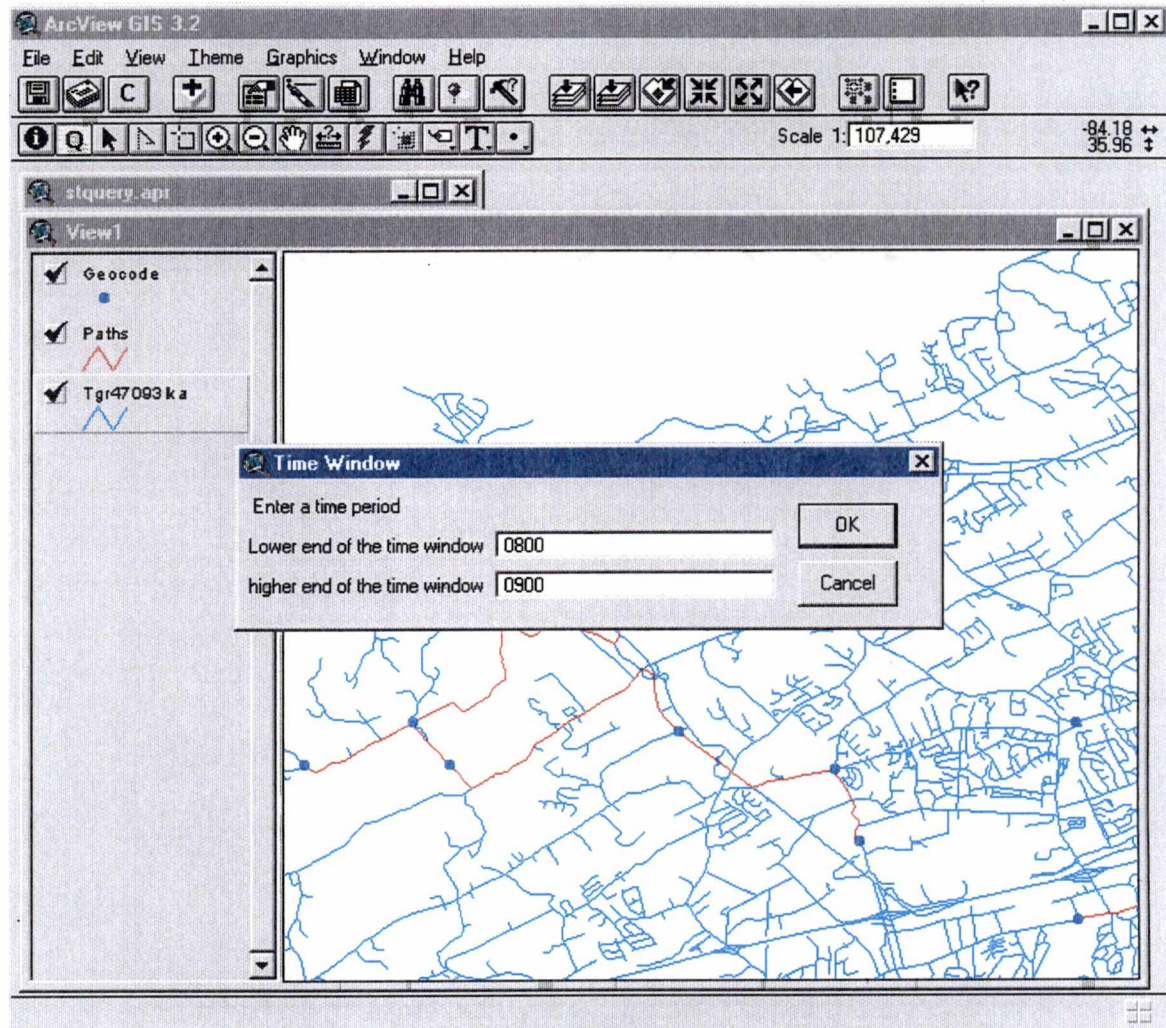 ArcView GIS 3.2
File Edit View Theme Graphics Window Help
C
Q
T
Scale 1: 107,429
-84.18
35.96
stquery.apr
View1
Geocode
Paths
Tgr47093ka
Time Window
Enter a time period
Lower end of the time window 0800
higher end of the time window 0900
OK
Cancel